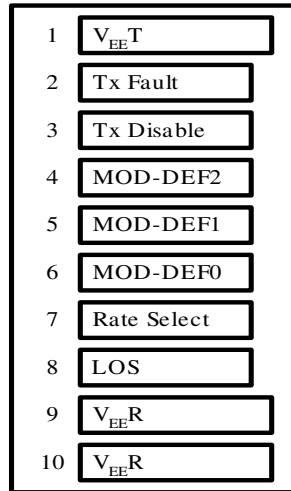 1 VEET
2 Tx Fault
3 Tx Disable
4 MOD-DEF2
5 MOD-DEF1
6 MOD-DEF0
7 Rate Select
8 LOS
9 VEER
10 VEER